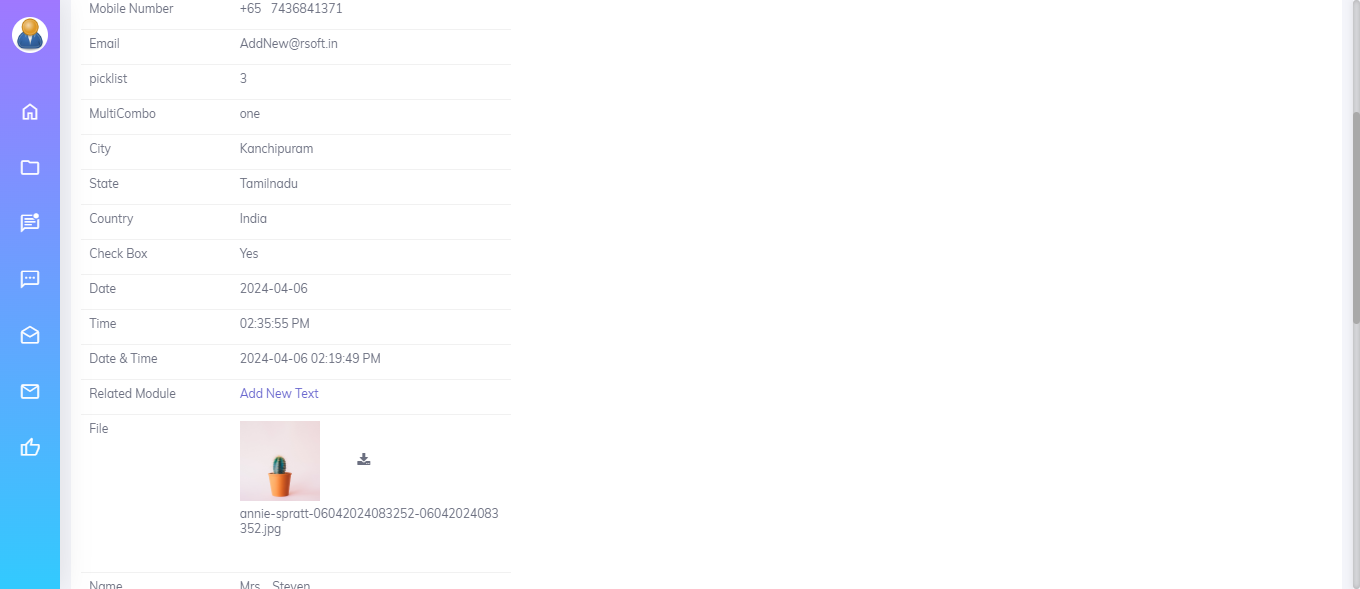 Mobile Number +65 7436841371
Email AddNew@rsoft.in
picklist 3
MultiCombo one
City Kanchipuram
State Tamilnadu
Country India
Check Box Yes
Date 2024-04-06
Time 02:35:55 PM
Date & Time 2024-04-06 02:19:49 PM
Related Module Add New Text
File
annie-spratt-06042024083252-06042024083
352.jpg
Name Mrs. Steven